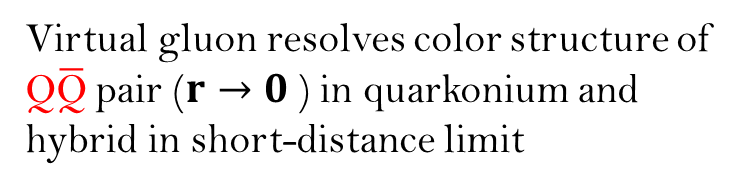 Virtual gluon resolves color structure of
QQ̅ pair (r → 0 ) in quarkonium and
hybrid in short-distance limit